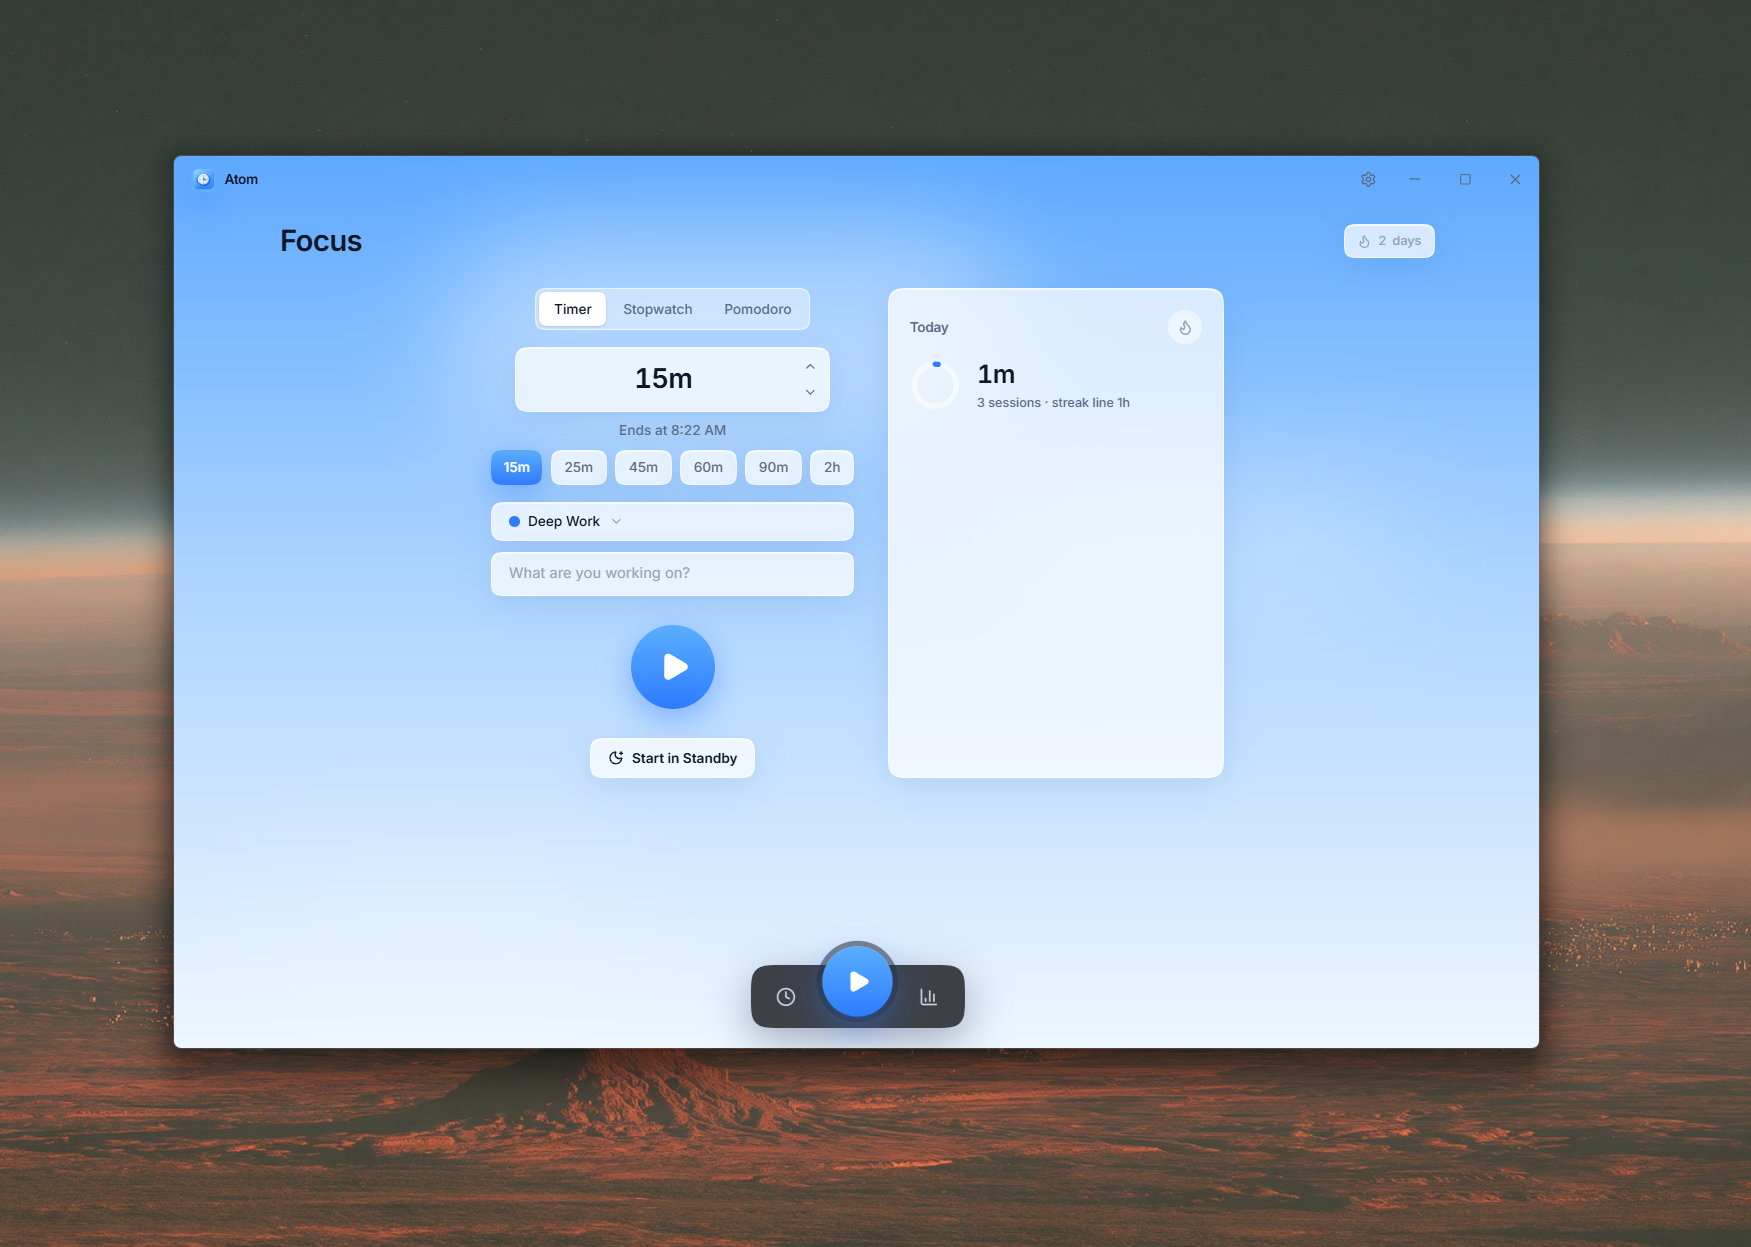 Atom
Focus
2 days
Timer Stopwatch Pomodoro
15m
Ends at 8:22 AM
15m 25m 45m 60m 90m 2h
Deep Work
What are you working on?
Start in Standby
Today
1m
3 sessions · streak line 1h